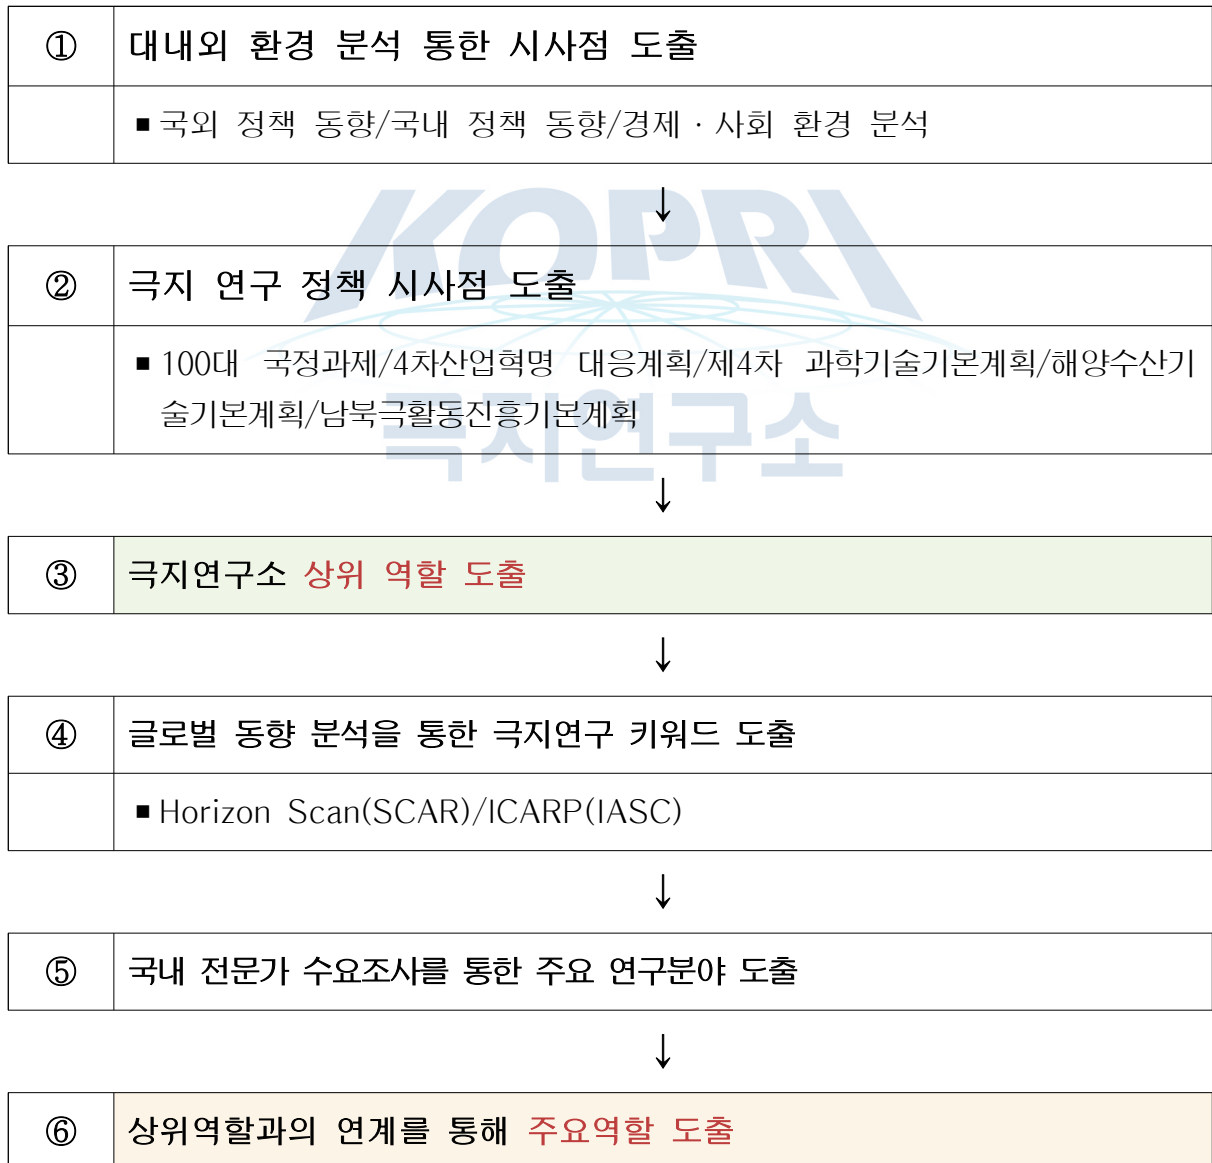 ① 대내외 환경 분석 통한 시사점 도출
■ 국외 정책 동향/국내 정책 동향/경제·사회 환경 분석
↓
KOPRI
② 극지 연구 정책 시사점 도출
■ 100대 국정과제/4차산업혁명 대응계획/제4차 과학기술기본계획/해양수산기
술기본계획/남북극활동진흥기본계획
극지연구소
↓
③ 극지연구소 상위 역할 도출
↓
④ 글로벌 동향 분석을 통한 극지연구 키워드 도출
■ Horizon Scan(SCAR)/ICARP(IASC)
↓
⑤ 국내 전문가 수요조사를 통한 주요 연구분야 도출
↓
⑥ 상위역할과의 연계를 통해 주요역할 도출